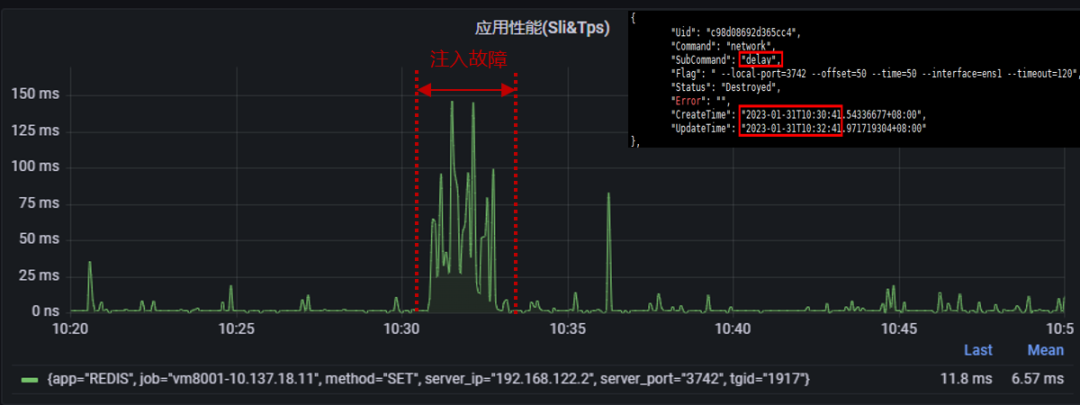 应用性能(Sli&Tps)
注入故障
{
"Uid": "c98d08692d365cc4",
"Command": "network",
"SubCommand": "delay",
"Flag": " --local-port=3742 --offset=50 --time=50 --interface=ens1 --timeout=120",
"Status": "Destroyed",
"Error": "",
"CreateTime": "2023-01-31T10:30:41.54336677+08:00",
"UpdateTime": "2023-01-31T10:32:41.971719304+08:00"
},
150 ms
125 ms
100 ms
75 ms
50 ms
25 ms
0 ns
10:20 10:25 10:30 10:35 10:40 10:45 10:5
Last Mean
{app="REDIS", job="vm8001-10.137.18.11", method="SET", server_ip="192.168.122.2", server_port="3742", tgid="1917"} 11.8 ms 6.57 ms